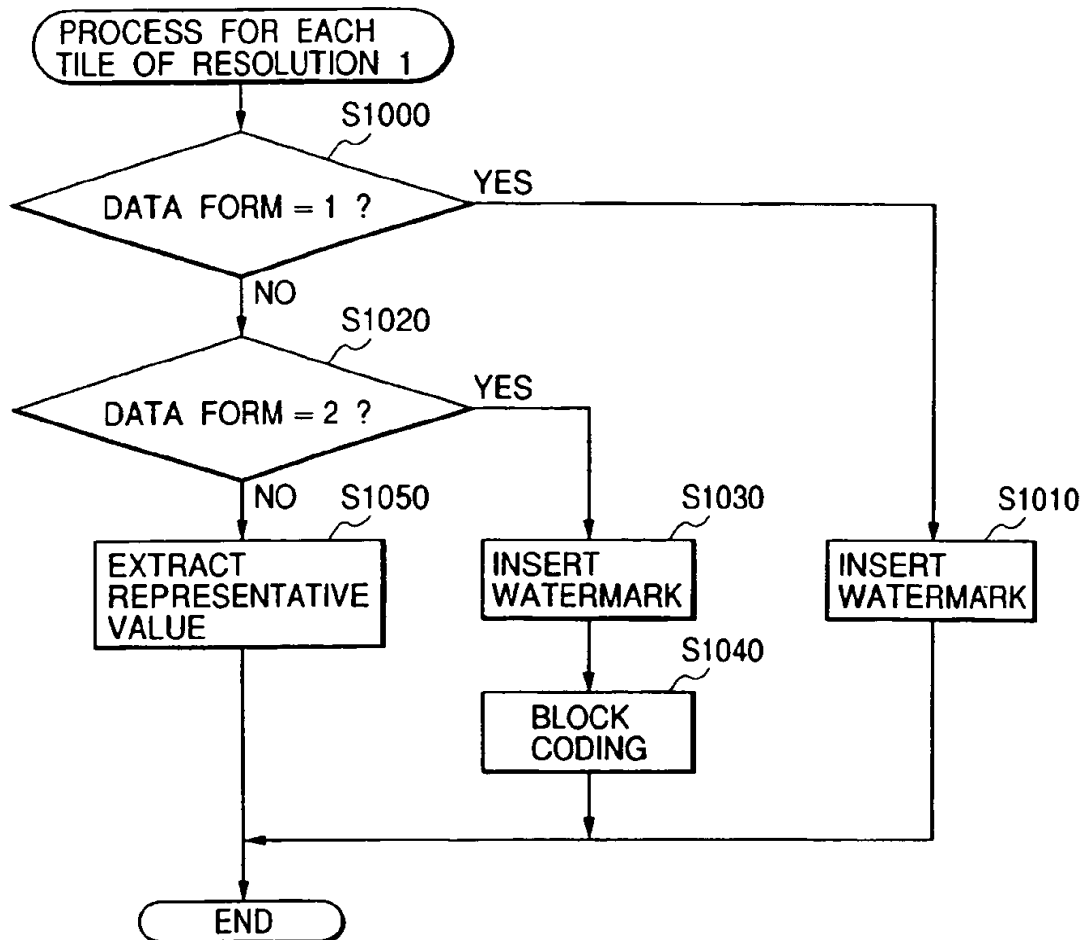 PROCESS FOR EACH
TILE OF RESOLUTION 1
S1000
DATA FORM = 1 ?
YES
NO
S1020
DATA FORM = 2 ?
YES
NO
S1050
EXTRACT
REPRESENTATIVE
VALUE
S1030
INSERT
WATERMARK
S1010
INSERT
WATERMARK
S1040
BLOCK
CODING
END